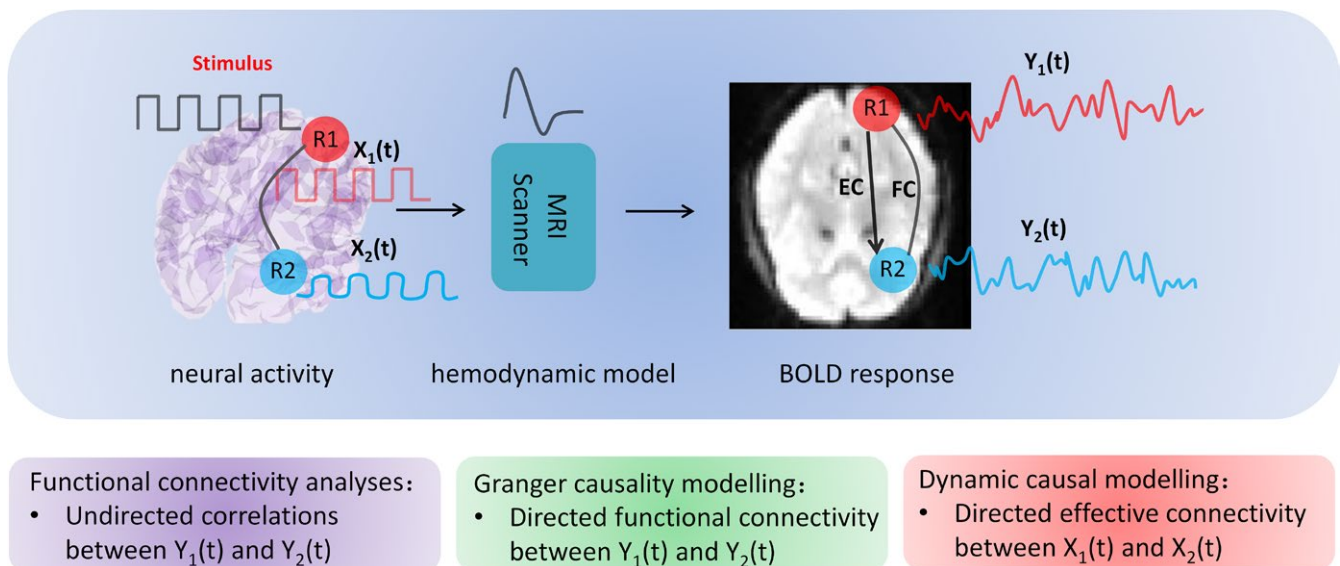 Stimulus
R1
X₁(t)
X₂(t)
R2
MRI
Scanner
R1
EC
FC
R2
Y₁(t)
Y₂(t)
neural activity
hemodynamic model
BOLD response
Functional connectivity analyses:
• Undirected correlations
between Y₁(t) and Y₂(t)
Granger causality modelling:
• Directed functional connectivity
between Y₁(t) and Y₂(t)
Dynamic causal modelling:
• Directed effective connectivity
between X₁(t) and X₂(t)